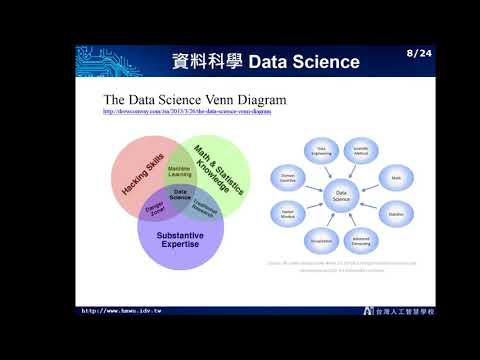 資料科學 Data Science
8/24
The Data Science Venn Diagram
http://drewconway.com/zia/2013/3/26/the-data-science-venn-diagram
Hacking Skills
Math & Statistics
Knowledge
Machine
Learning
Data
Science
Danger
Zone!
Traditional
Research
Substantive
Expertise
Data
Engineering
Scientific
Method
Math
Statistics
Advanced
Computing
Visualization
Hacker
Mindset
Domain
Expertise
Data
Science
http://www.hmwu.idv.tw
台灣人工智慧學校